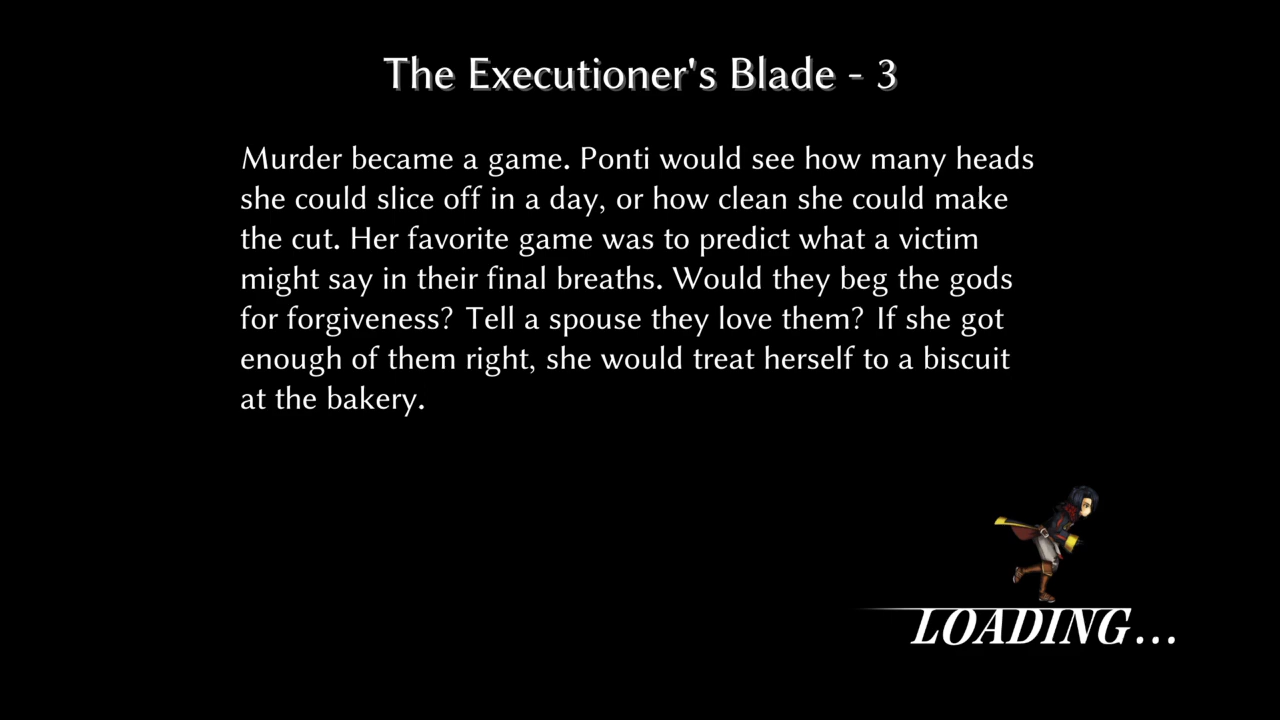 The Executioner's Blade - 3
Murder became a game. Ponti would see how many heads
she could slice off in a day, or how clean she could make
the cut. Her favorite game was to predict what a victim
might say in their final breaths. Would they beg the gods
for forgiveness? Tell a spouse they love them? If she got
enough of them right, she would treat herself to a biscuit
at the bakery.
LOADING...